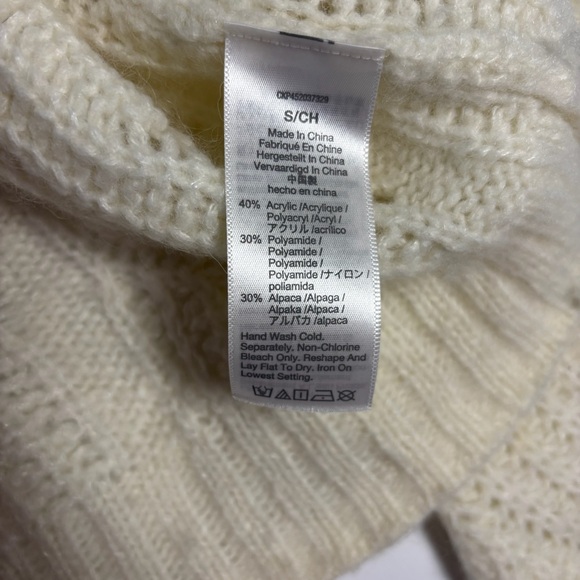 CKP452037329
S/CH
Made In China
Fabriqué En Chine
Hergestellt In China
Vervaardigd In China
中国製
hecho en china
40% Acrylic /Acrylique /
Polyacryl /Acryl /
アクリル /acrílico
30% Polyamide /
Polyamide /
Polyamide /
Polyamide /ナイロン /
poliamida
30% Alpaca /Alpaga /
Alpaka /Alpaca /
アルパカ /alpaca
Hand Wash Cold.
Separately. Non-Chlorine
Bleach Only. Reshape And
Lay Flat To Dry. Iron On
Lowest Setting.